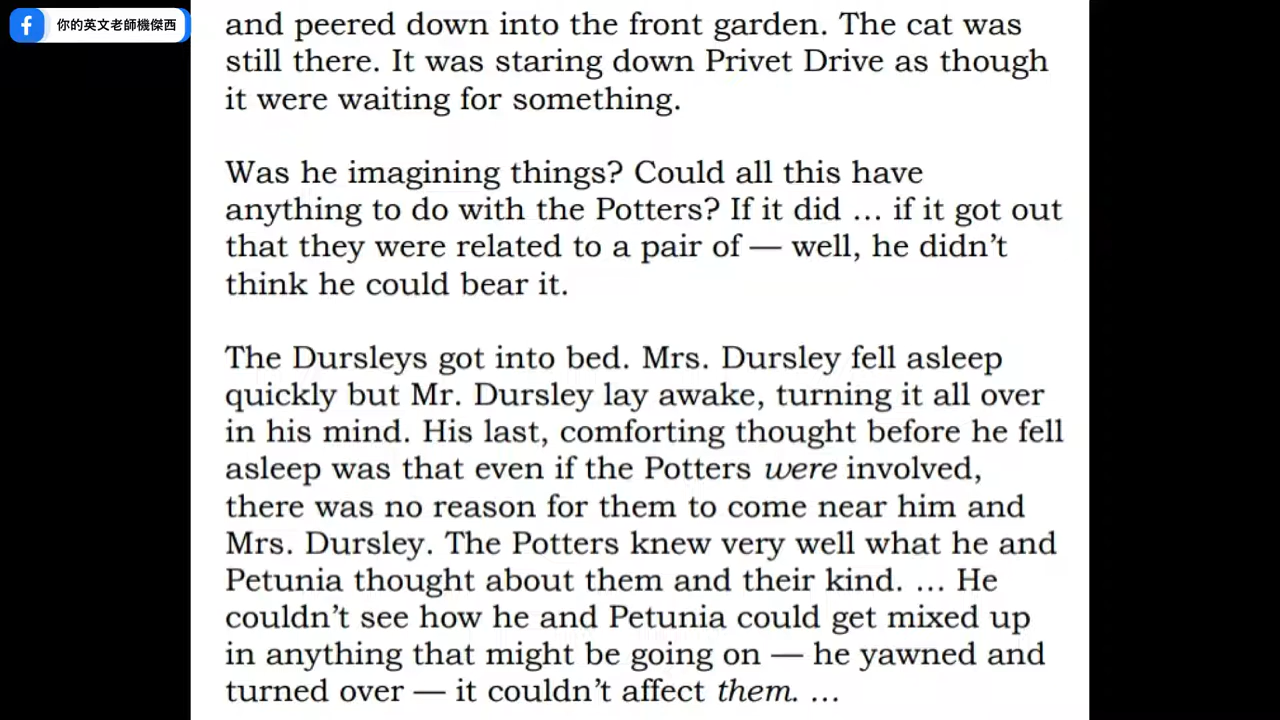 你的英文老師機傑西
and peered down into the front garden. The cat was
still there. It was staring down Privet Drive as though
it were waiting for something.
Was he imagining things? Could all this have
anything to do with the Potters? If it did … if it got out
that they were related to a pair of — well, he didn’t
think he could bear it.
The Dursleys got into bed. Mrs. Dursley fell asleep
quickly but Mr. Dursley lay awake, turning it all over
in his mind. His last, comforting thought before he fell
asleep was that even if the Potters were involved,
there was no reason for them to come near him and
Mrs. Dursley. The Potters knew very well what he and
Petunia thought about them and their kind. … He
couldn’t see how he and Petunia could get mixed up
in anything that might be going on — he yawned and
turned over — it couldn’t affect them. …